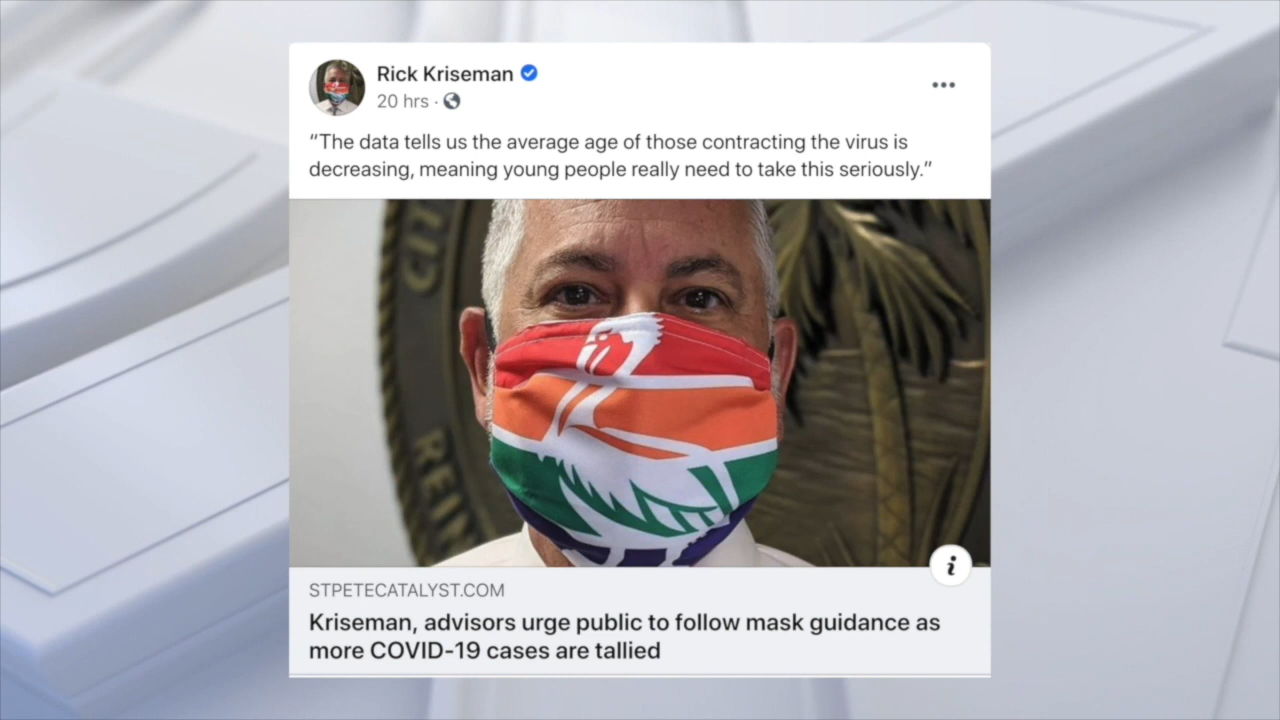 Rick Kriseman
20 hrs ·
“The data tells us the average age of those contracting the virus is
decreasing, meaning young people really need to take this seriously.”
STPETECATALYST.COM
Kriseman, advisors urge public to follow mask guidance as
more COVID-19 cases are tallied